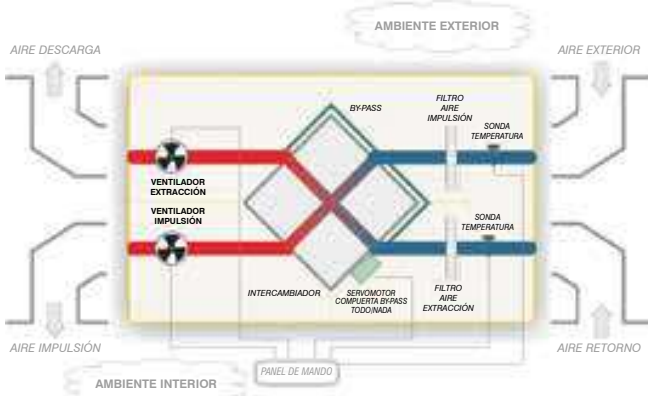 AMBIENTE EXTERIOR
AIRE DESCARGA
AIRE EXTERIOR
BY-PASS
FILTRO
AIRE
IMPULSIÓN
SONDA
TEMPERATURA
VENTILADOR
EXTRACCIÓN
VENTILADOR
IMPULSIÓN
SONDA
TEMPERATURA
INTERCAMBIADOR
SERVOMOTOR
COMPUERTA BY-PASS
TODO/NADA
FILTRO
AIRE
EXTRACCIÓN
AIRE IMPULSIÓN
AIRE RETORNO
PANEL DE MANDO
AMBIENTE INTERIOR